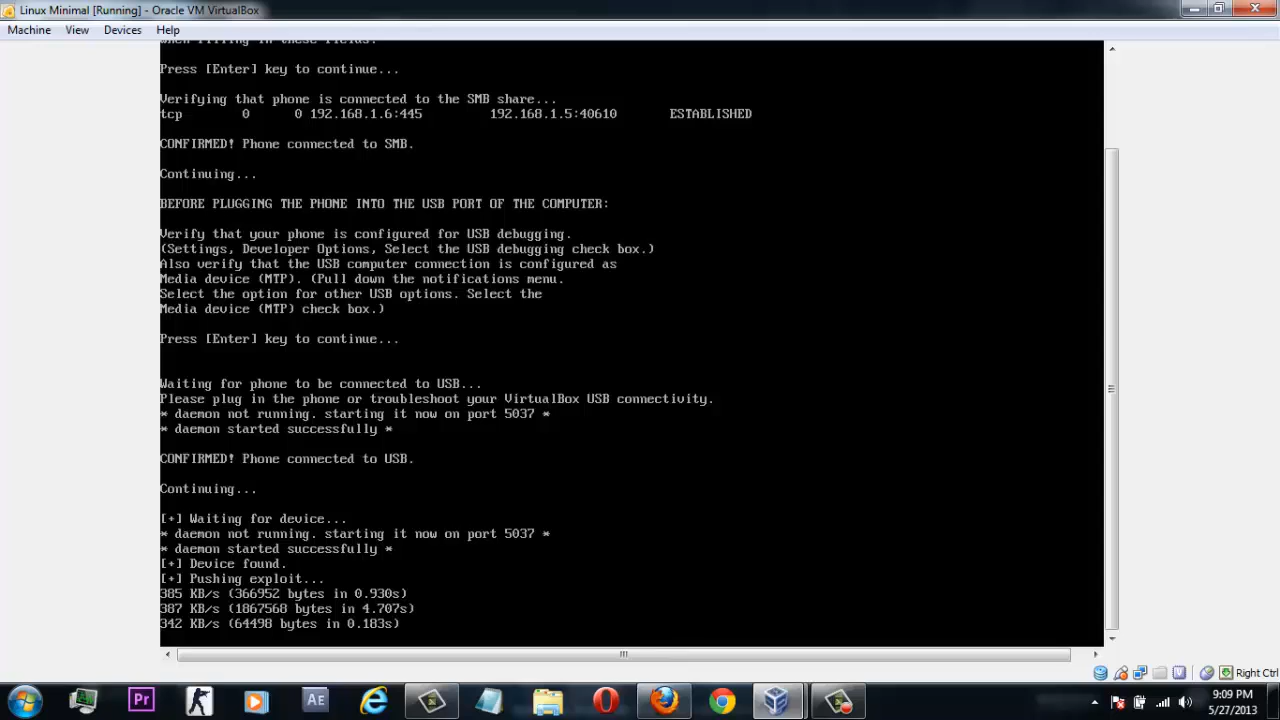 Linux Minimal [Running] - Oracle VM VirtualBox
Machine View Devices Help
when filling in these fields.
Press [Enter] key to continue...
Verifying that phone is connected to the SMB share...
tcp 0 0 192.168.1.6:445 192.168.1.5:40610 ESTABLISHED
CONFIRMED! Phone connected to SMB.
Continuing...
BEFORE PLUGGING THE PHONE INTO THE USB PORT OF THE COMPUTER:
Verify that your phone is configured for USB debugging.
(Settings, Developer Options, Select the USB debugging check box.)
Also verify that the USB computer connection is configured as
Media device (MTP). (Pull down the notifications menu.
Select the option for other USB options. Select the
Media device (MTP) check box.)
Press [Enter] key to continue...
Waiting for phone to be connected to USB...
Please plug in the phone or troubleshoot your VirtualBox USB connectivity.
* daemon not running. starting it now on port 5037 *
* daemon started successfully *
CONFIRMED! Phone connected to USB.
Continuing...
[+] Waiting for device...
* daemon not running. starting it now on port 5037 *
* daemon started successfully *
[+] Device found.
[+] Pushing exploit...
385 KB/s (366952 bytes in 0.930s)
387 KB/s (1867568 bytes in 4.707s)
342 KB/s (64498 bytes in 0.183s)
Right Ctrl
Pr
AE
9:09 PM
5/27/2013